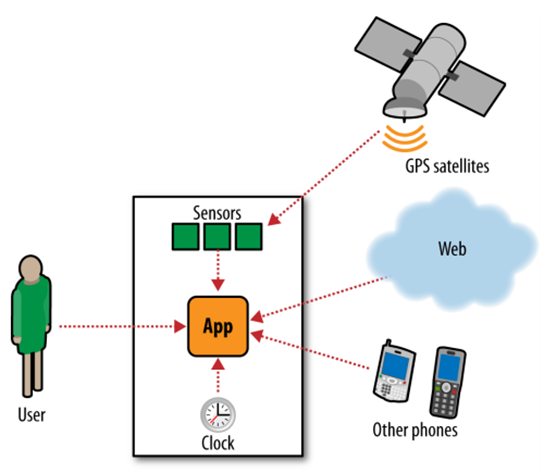 GPS satellites
Sensors
Web
App
User
Clock
Other phones